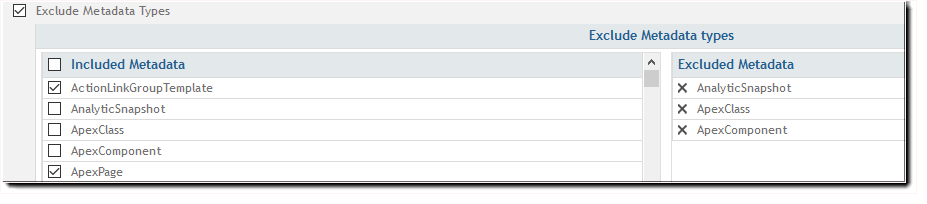 Exclude Metadata Types
Exclude Metadata types
Included Metadata
ActionLinkGroupTemplate
AnalyticSnapshot
ApexClass
ApexComponent
ApexPage
Excluded Metadata
AnalyticSnapshot
ApexClass
ApexComponent